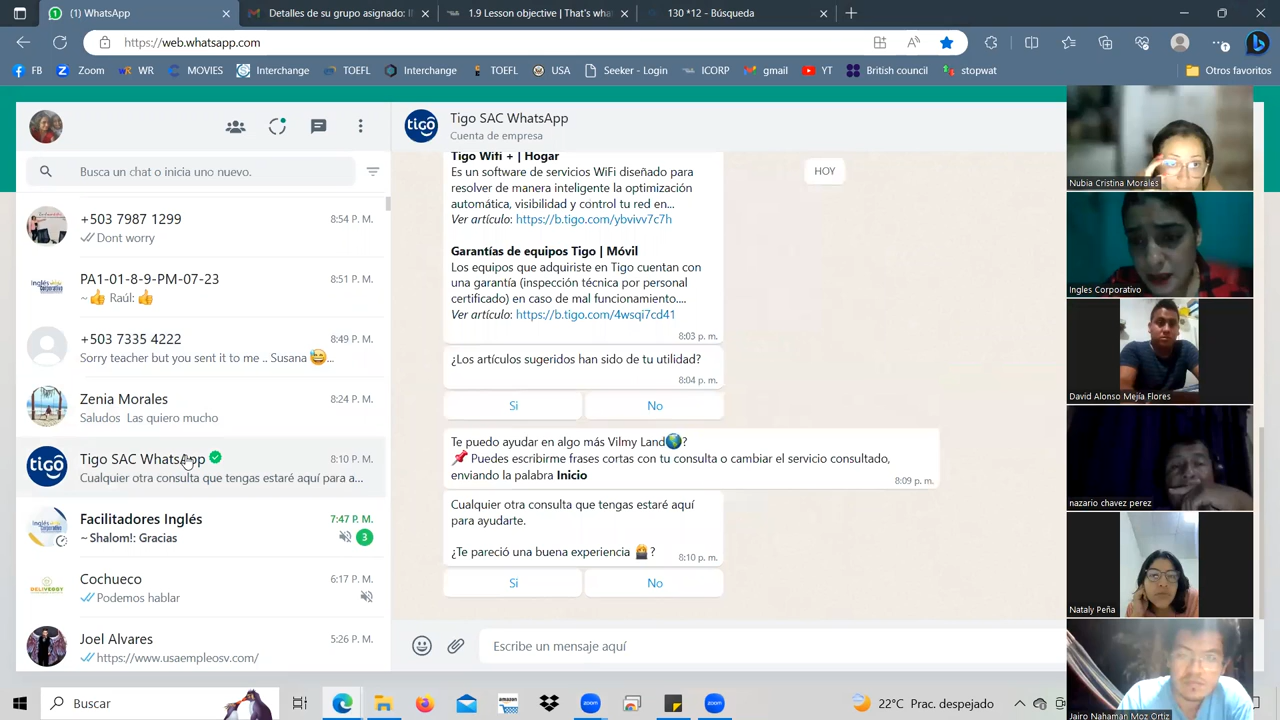 (1) WhatsApp
Detalles de su grupo asignado: II
1.9 Lesson objective | That's wha
130 *12 - Búsqueda
https://web.whatsapp.com
FB
Zoom
WR
MOVIES
Interchange
TOEFL
Interchange
TOEFL
USA
Seeker - Login
ICORP
gmail
YT
British council
stopwat
Otros favoritos
Busca un chat o inicia uno nuevo.
+503 7987 1299
8:54 P. M.
Dont worry
PA1-01-8-9-PM-07-23
8:51 P. M.
~👍 Raúl: 👍
+503 7335 4222
8:49 P. M.
Sorry teacher but you sent it to me .. Susana 😅...
Zenia Morales
8:24 P. M.
Saludos Las quiero mucho
Tigo SAC WhatsApp
8:10 P. M.
Cualquier otra consulta que tengas estaré aquí para a...
Facilitadores Inglés
7:47 P. M.
~ Shalom!: Gracias
3
Cochueco
6:17 P. M.
Podemos hablar
Joel Alvares
5:26 P. M.
https://www.usaempleosv.com/
tigo
Tigo SAC WhatsApp
Cuenta de empresa
HOY
Tigo Wifi + | Hogar
Es un software de servicios WiFi diseñado para
resolver de manera inteligente la optimización
automática, visibilidad y control tu red en...
Ver artículo: https://b.tigo.com/ybvivv7c7h
Garantías de equipos Tigo | Móvil
Los equipos que adquiriste en Tigo cuentan con
una garantía (inspección técnica por personal
certificado) en caso de mal funcionamiento....
Ver artículo: https://b.tigo.com/4wsqi7cd41
8:03 p. m.
¿Los artículos sugeridos han sido de tu utilidad?
8:04 p. m.
Si
No
Te puedo ayudar en algo más Vilmy Land🌎?
📌 Puedes escribirme frases cortas con tu consulta o cambiar el servicio consultado,
enviando la palabra Inicio
8:09 p. m.
Cualquier otra consulta que tengas estaré aquí
para ayudarte.
¿Te pareció una buena experiencia 🙆?
8:10 p. m.
Si
No
Escribe un mensaje aquí
Nubia Cristina Morales
Ingles Corporativo
David Alonso Mejía Flores
nazario chavez perez
Nataly Peña
Jairo Nahaman Moz Ortiz
Buscar
22°C Prac. despejado